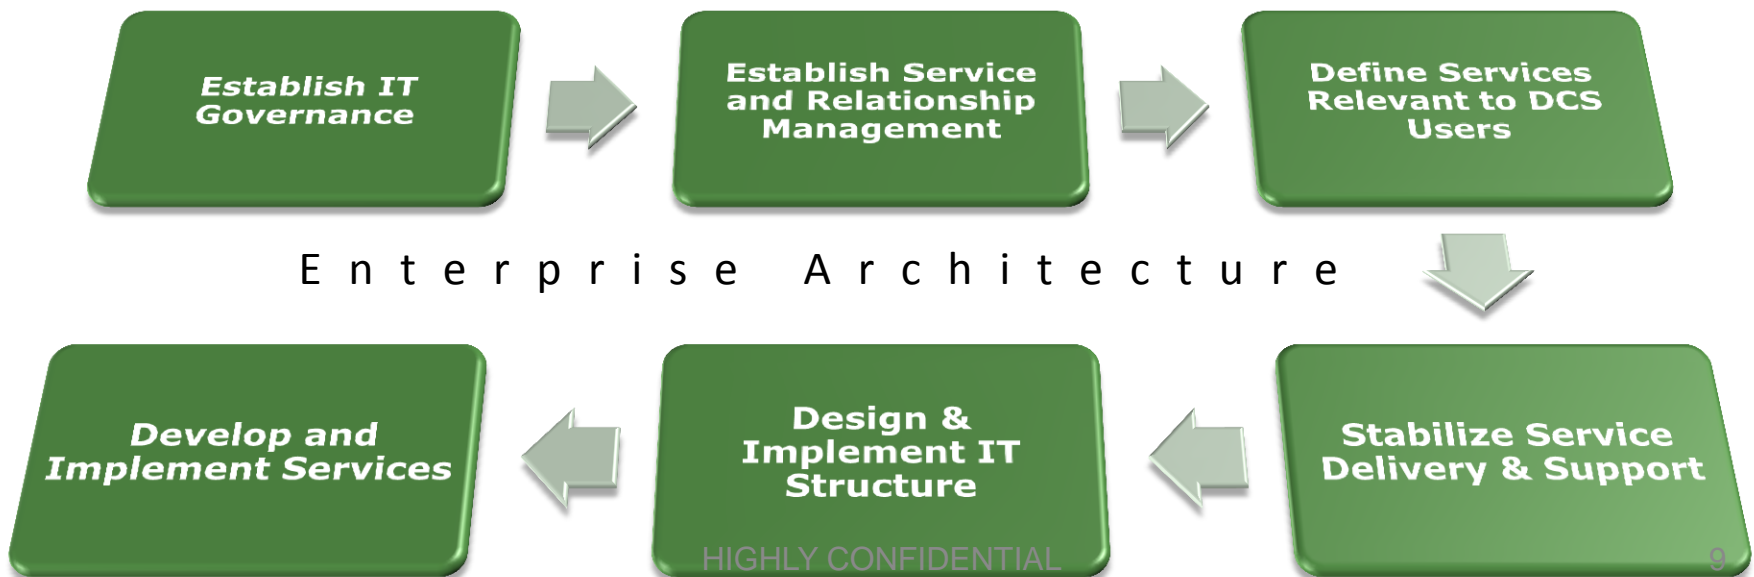 Establish IT
Governance
Establish Service
and Relationship
Management
Define Services
Relevant to DCS
Users
Enterprise Architecture
Develop and
Implement Services
Design &
Implement IT
Structure
Stabilize Service
Delivery & Support
HIGHLY CONFIDENTIAL
9